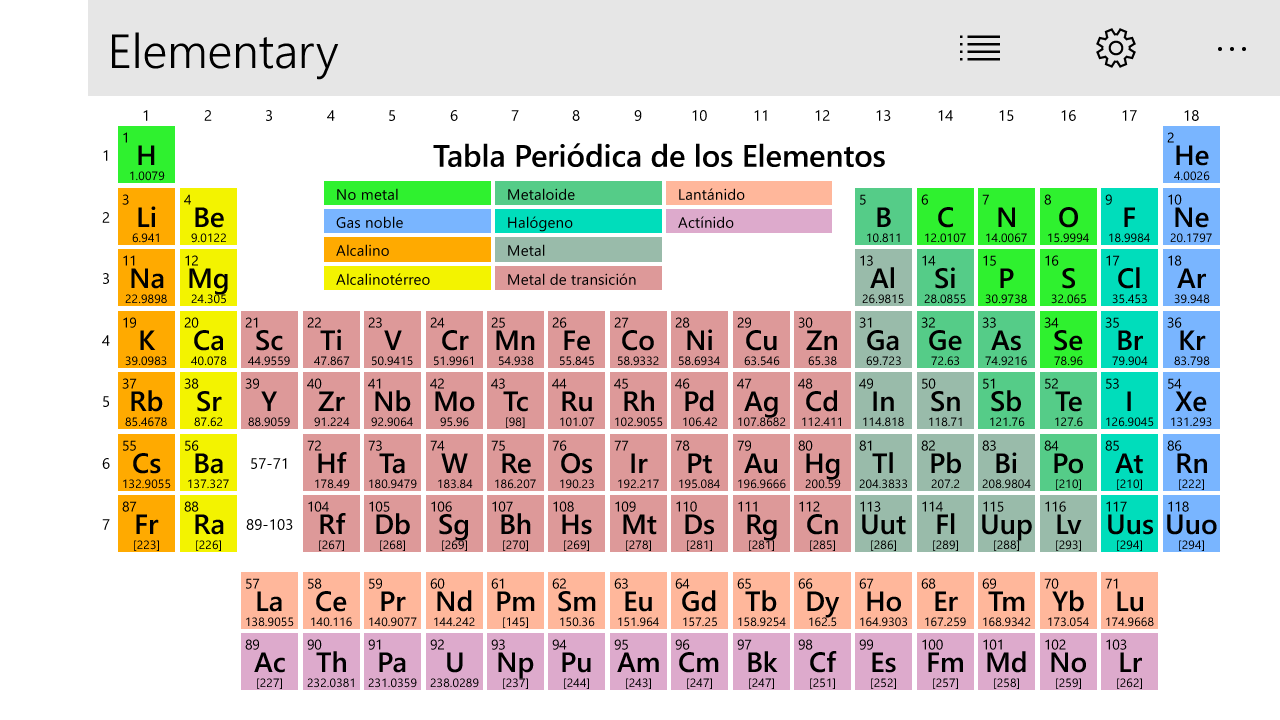 Elementary
1 2 3 4 5 6 7 8 9 10 11 12 13 14 15 16 17 18
1
1 H 1.0079
Tabla Periódica de los Elementos
2 He 4.0026
No metal Metaloide Lantánido
Gas noble Halógeno Actínido
Alcalino Metal
Alcalinotérreo Metal de transición
2
3 Li 6.941
4 Be 9.0122
5 B 10.811
6 C 12.0107
7 N 14.0067
8 O 15.9994
9 F 18.9984
10 Ne 20.1797
3
11 Na 22.9898
12 Mg 24.305
13 Al 26.9815
14 Si 28.0855
15 P 30.9738
16 S 32.065
17 Cl 35.453
18 Ar 39.948
4
19 K 39.0983
20 Ca 40.078
21 Sc 44.9559
22 Ti 47.867
23 V 50.9415
24 Cr 51.9961
25 Mn 54.938
26 Fe 55.845
27 Co 58.9332
28 Ni 58.6934
29 Cu 63.546
30 Zn 65.38
31 Ga 69.723
32 Ge 72.63
33 As 74.9216
34 Se 78.96
35 Br 79.904
36 Kr 83.798
5
37 Rb 85.4678
38 Sr 87.62
39 Y 88.9059
40 Zr 91.224
41 Nb 92.9064
42 Mo 95.96
43 Tc [98]
44 Ru 101.07
45 Rh 102.9055
46 Pd 106.42
47 Ag 107.8682
48 Cd 112.411
49 In 114.818
50 Sn 118.71
51 Sb 121.76
52 Te 127.6
53 I 126.9045
54 Xe 131.293
6
55 Cs 132.9055
56 Ba 137.327
57-71
72 Hf 178.49
73 Ta 180.9479
74 W 183.84
75 Re 186.207
76 Os 190.23
77 Ir 192.217
78 Pt 195.084
79 Au 196.9666
80 Hg 200.59
81 Tl 204.3833
82 Pb 207.2
83 Bi 208.9804
84 Po [210]
85 At [210]
86 Rn [222]
7
87 Fr [223]
88 Ra [226]
89-103
104 Rf [267]
105 Db [268]
106 Sg [269]
107 Bh [270]
108 Hs [269]
109 Mt [278]
110 Ds [281]
111 Rg [281]
112 Cn [285]
113 Uut [286]
114 Fl [289]
115 Uup [288]
116 Lv [293]
117 Uus [294]
118 Uuo [294]
57 La 138.9055
58 Ce 140.116
59 Pr 140.9077
60 Nd 144.242
61 Pm [145]
62 Sm 150.36
63 Eu 151.964
64 Gd 157.25
65 Tb 158.9254
66 Dy 162.5
67 Ho 164.9303
68 Er 167.259
69 Tm 168.9342
70 Yb 173.054
71 Lu 174.9668
89 Ac [227]
90 Th 232.0381
91 Pa 231.0359
92 U 238.0289
93 Np [237]
94 Pu [244]
95 Am [243]
96 Cm [247]
97 Bk [247]
98 Cf [251]
99 Es [252]
100 Fm [257]
101 Md [258]
102 No [259]
103 Lr [262]